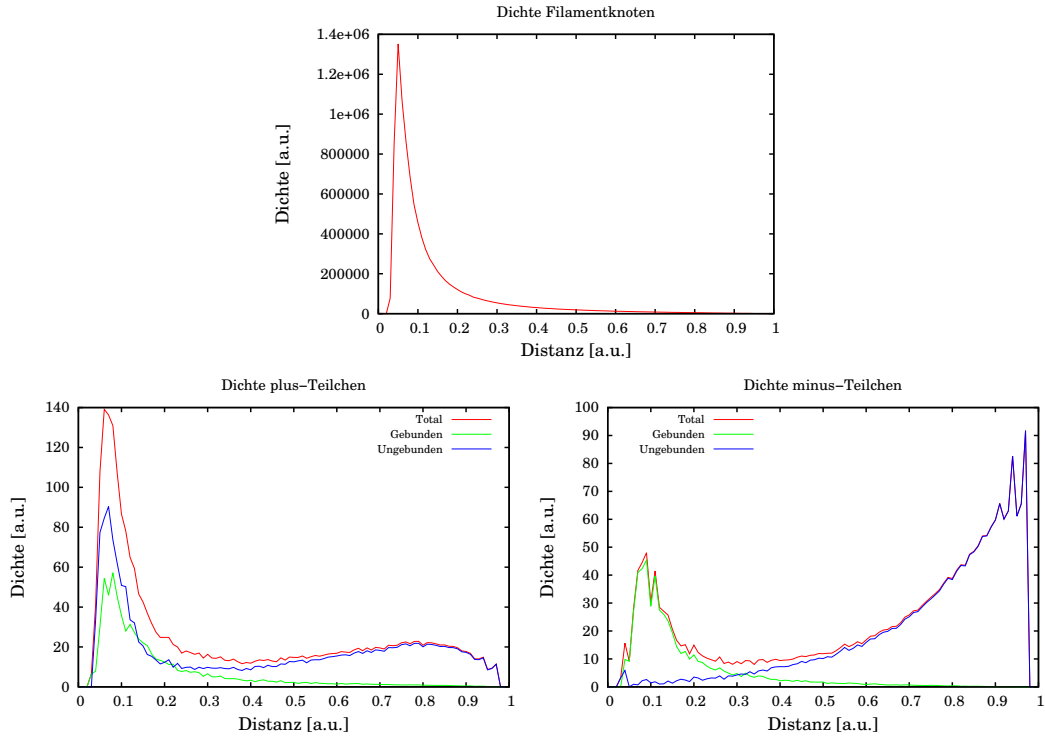 Dichte Filamentknoten
1.4e+06
1.2e+06
1e+06
800000
600000
400000
200000
0
0 0.1 0.2 0.3 0.4 0.5 0.6 0.7 0.8 0.9 1
Dichte [a.u.]
Distanz [a.u.]
Dichte plus−Teilchen
140
120
100
80
60
40
20
0
0 0.1 0.2 0.3 0.4 0.5 0.6 0.7 0.8 0.9 1
Dichte [a.u.]
Distanz [a.u.]
Total
Gebunden
Ungebunden
Dichte minus−Teilchen
100
90
80
70
60
50
40
30
20
10
0
0 0.1 0.2 0.3 0.4 0.5 0.6 0.7 0.8 0.9 1
Dichte [a.u.]
Distanz [a.u.]
Total
Gebunden
Ungebunden